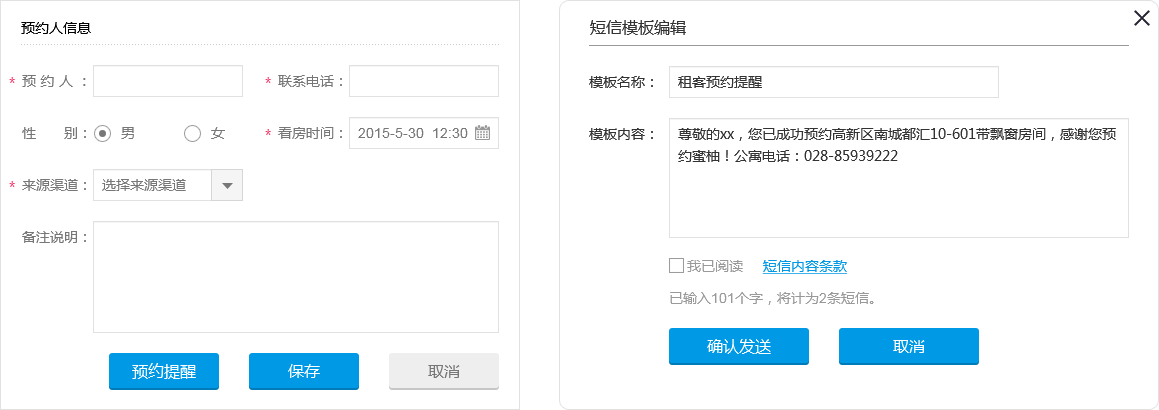 预约人信息
* 预 约 人 ：
* 联系电话：
性 别： 男 女
* 看房时间： 2015-5-30 12:30
* 来源渠道： 选择来源渠道
备注说明：
预约提醒 保存 取消
短信模板编辑
模板名称： 租客预约提醒
模板内容： 尊敬的xx，您已成功预约高新区南城都汇10-601带飘窗房间，感谢您预
约蜜柚！公寓电话：028-85939222
我已阅读 短信内容条款
已输入101个字，将计为2条短信。
确认发送 取消